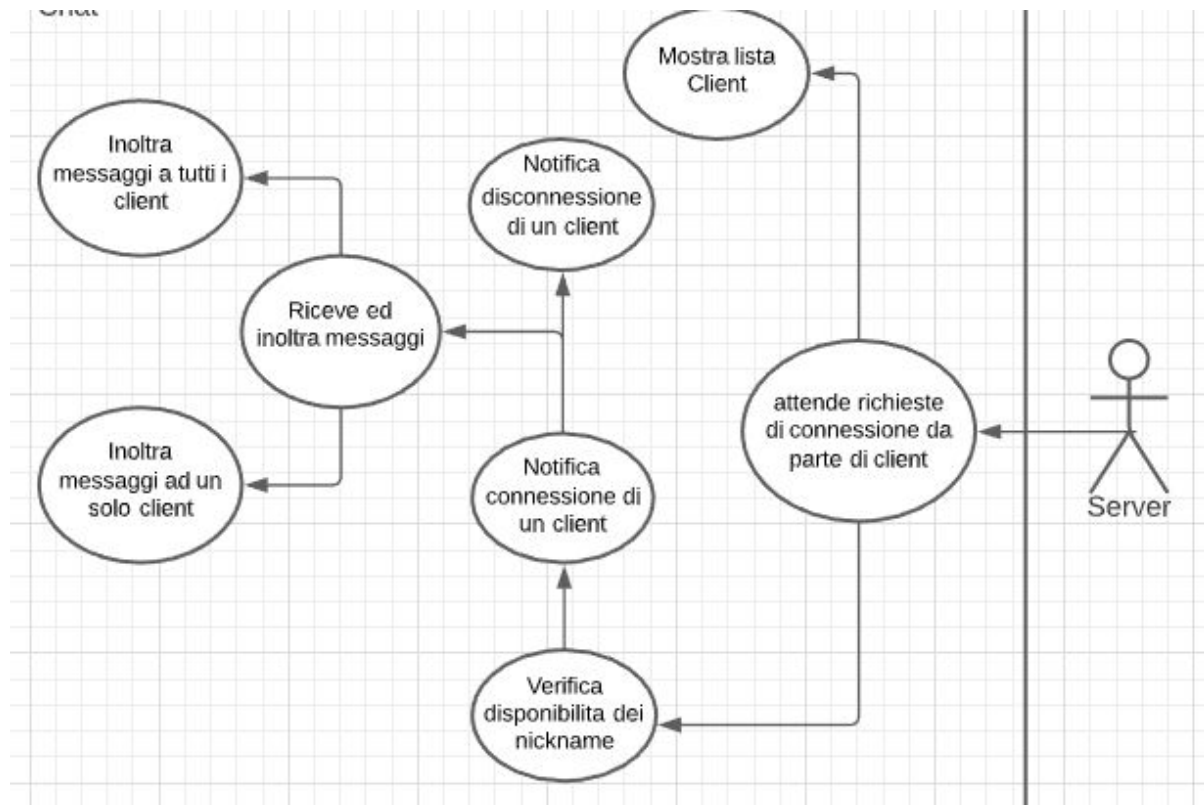 Chat
Mostra lista
Client
Inoltra
messaggi a tutti i
client
Notifica
disconnessione
di un client
Riceve ed
inoltra messaggi
attende richieste
di connessione da
parte di client
Inoltra
messaggi ad un
solo client
Notifica
connessione di
un client
Server
Verifica
disponibilita dei
nickname